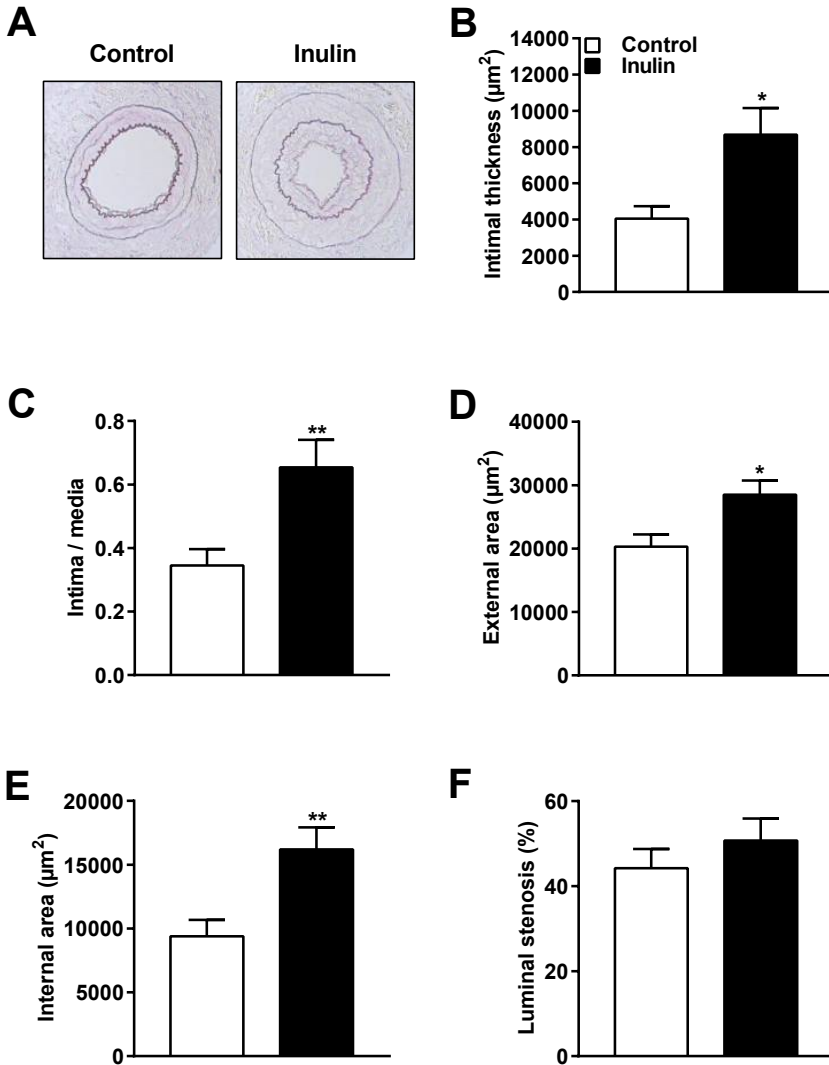 A
Control
Inulin
B
Intimal thickness (µm²)
14000
12000
10000
8000
6000
4000
2000
0
Control
Inulin
*
C
Intima / media
0.8
0.6
0.4
0.2
0.0
**
D
External area (µm²)
40000
30000
20000
10000
0
*
E
Internal area (µm²)
20000
15000
10000
5000
0
**
F
Luminal stenosis (%)
60
40
20
0